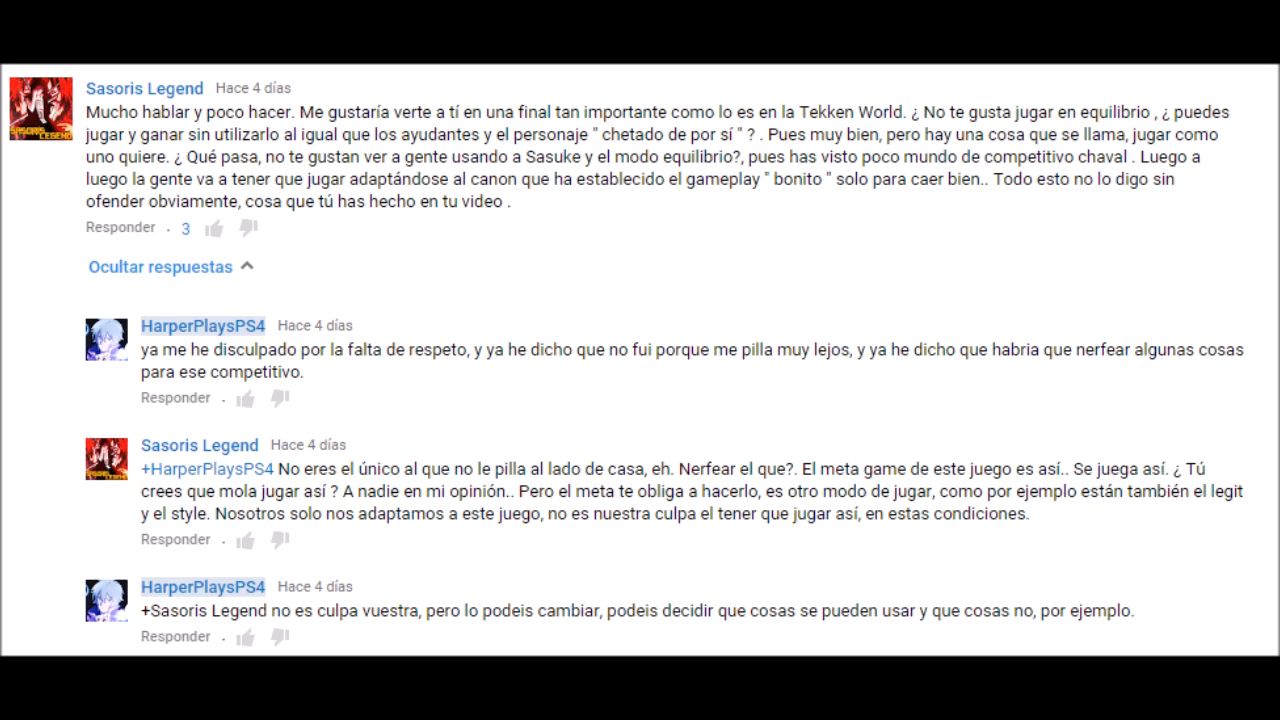 Sasoris Legend Hace 4 días
Mucho hablar y poco hacer. Me gustaría verte a tí en una final tan importante como lo es en la Tekken World. ¿ No te gusta jugar en equilibrio , ¿ puedes
jugar y ganar sin utilizarlo al igual que los ayudantes y el personaje " chetado de por sí " ? . Pues muy bien, pero hay una cosa que se llama, jugar como
uno quiere. ¿ Qué pasa, no te gustan ver a gente usando a Sasuke y el modo equilibrio?, pues has visto poco mundo de competitivo chaval . Luego a
luego la gente va a tener que jugar adaptándose al canon que ha establecido el gameplay " bonito " solo para caer bien.. Todo esto no lo digo sin
ofender obviamente, cosa que tú has hecho en tu video .
Responder . 3
Ocultar respuestas
HarperPlaysPS4 Hace 4 días
ya me he disculpado por la falta de respeto, y ya he dicho que no fui porque me pilla muy lejos, y ya he dicho que habria que nerfear algunas cosas
para ese competitivo.
Responder .
Sasoris Legend Hace 4 días
+HarperPlaysPS4 No eres el único al que no le pilla al lado de casa, eh. Nerfear el que?. El meta game de este juego es así.. Se juega así. ¿ Tú
crees que mola jugar así ? A nadie en mi opinión.. Pero el meta te obliga a hacerlo, es otro modo de jugar, como por ejemplo están también el legit
y el style. Nosotros solo nos adaptamos a este juego, no es nuestra culpa el tener que jugar así, en estas condiciones.
Responder .
HarperPlaysPS4 Hace 4 días
+Sasoris Legend no es culpa vuestra, pero lo podeis cambiar, podeis decidir que cosas se pueden usar y que cosas no, por ejemplo.
Responder .